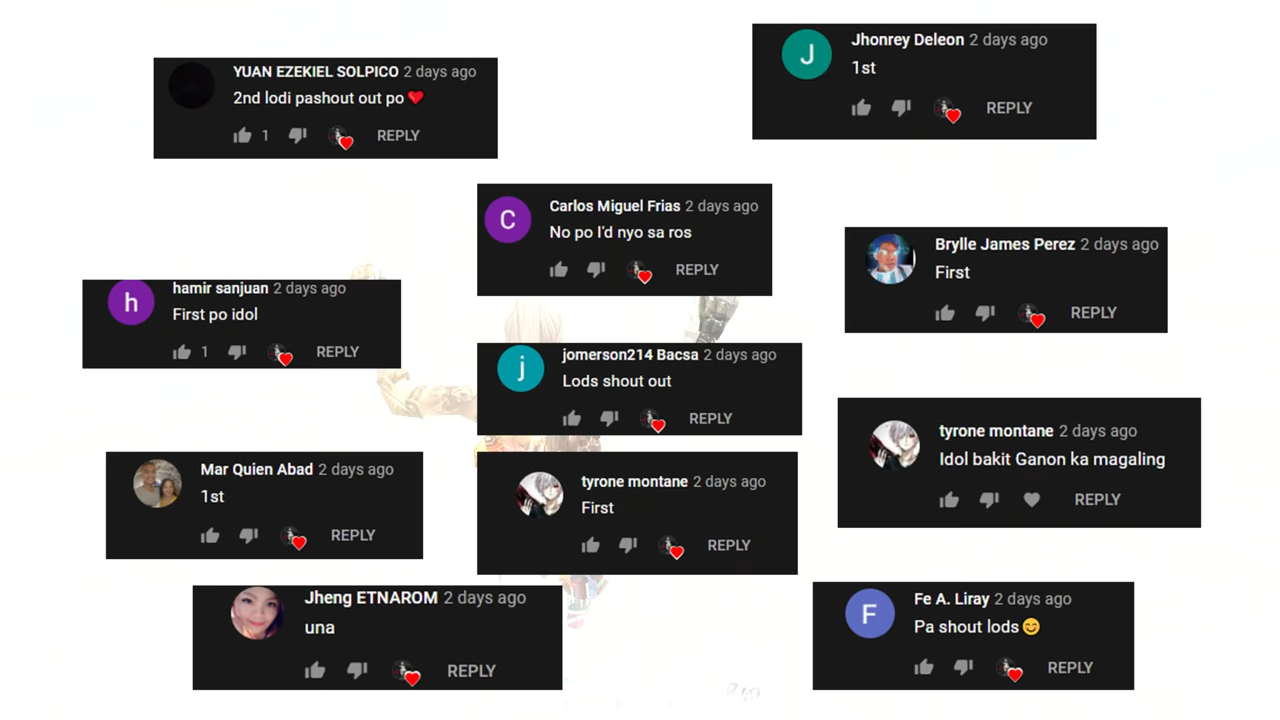 YUAN EZEKIEL SOLPICO 2 days ago
2nd lodi pashout out po❤
1 REPLY
Jhonrey Deleon 2 days ago
1st
REPLY
J
Carlos Miguel Frias 2 days ago
No po I'd nyo sa ros
REPLY
C
Brylle James Perez 2 days ago
First
REPLY
hamir sanjuan 2 days ago
First po idol
1 REPLY
h
jomerson214 Bacsa 2 days ago
Lods shout out
REPLY
j
tyrone montane 2 days ago
Idol bakit Ganon ka magaling
REPLY
Mar Quien Abad 2 days ago
1st
REPLY
tyrone montane 2 days ago
First
REPLY
Jheng ETNAROM 2 days ago
una
REPLY
Fe A. Liray 2 days ago
Pa shout lods😊
REPLY
F